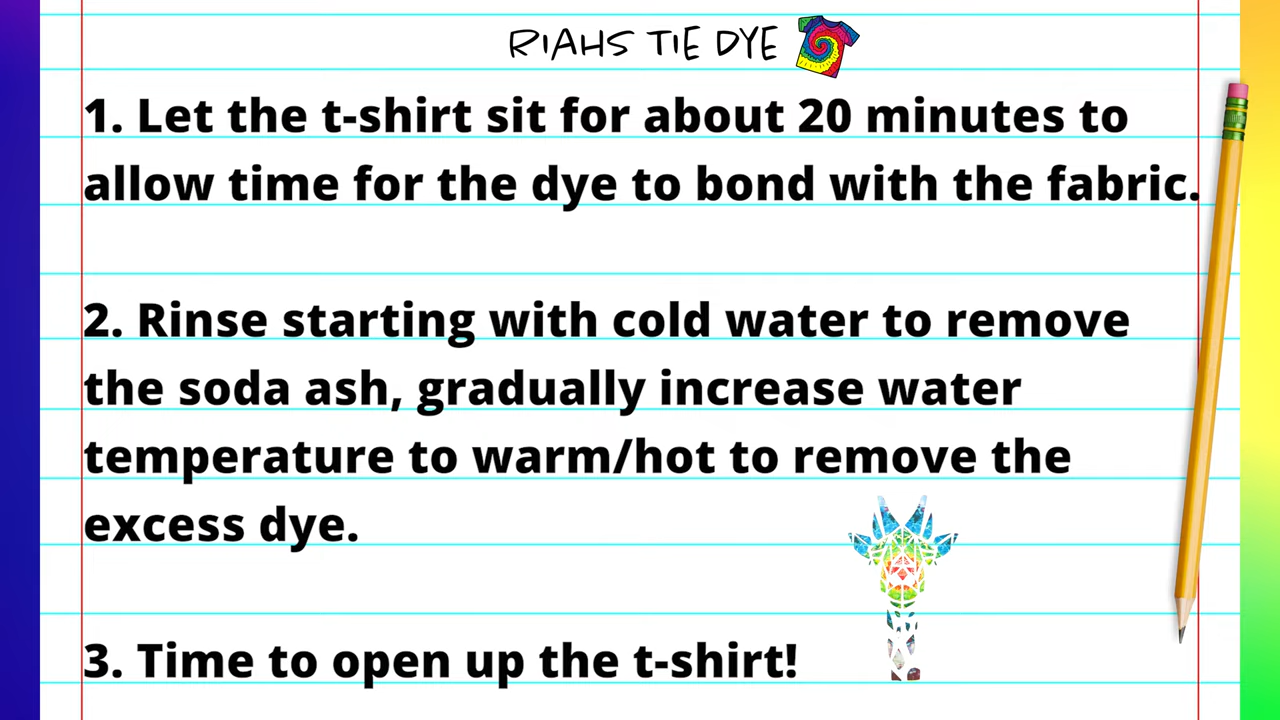 RIAHS TIE DYE
1. Let the t-shirt sit for about 20 minutes to
allow time for the dye to bond with the fabric.
2. Rinse starting with cold water to remove
the soda ash, gradually increase water
temperature to warm/hot to remove the
excess dye.
3. Time to open up the t-shirt!